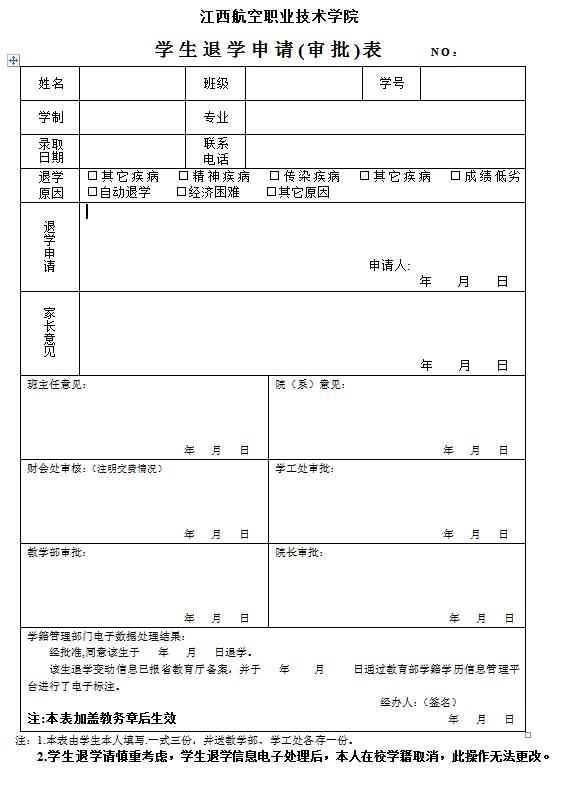 江西航空职业技术学院
学生退学申请(审批)表 NO：
姓名 班级 学号
学制 专业
录取日期 联系电话
退学原因 □其它疾病 □精神疾病 □传染疾病 □其它疾病 □成绩低劣
□自动退学 □经济困难 □其它原因
退学申请
申请人:
年 月 日
家长意见
年 月 日
班主任意见： 院（系）意见：
年 月 日 年 月 日
财会处审核：（注明交费情况） 学工处审批：
年 月 日 年 月 日
教学部审批： 院长审批：
年 月 日 年 月 日
学籍管理部门电子数据处理结果：
经批准,同意该生于 年 月 日退学。
该生退学变动信息已报省教育厅备案，并于 年 月 日通过教育部学籍学历信息管理平
台进行了电子标注。
经办人：（签名）
注:本表加盖教务章后生效 年 月 日
注：1.本表由学生本人填写.一式三份，并送教学部、学工处各存一份。
2.学生退学请慎重考虑，学生退学信息电子处理后，本人在校学籍取消，此操作无法更改。